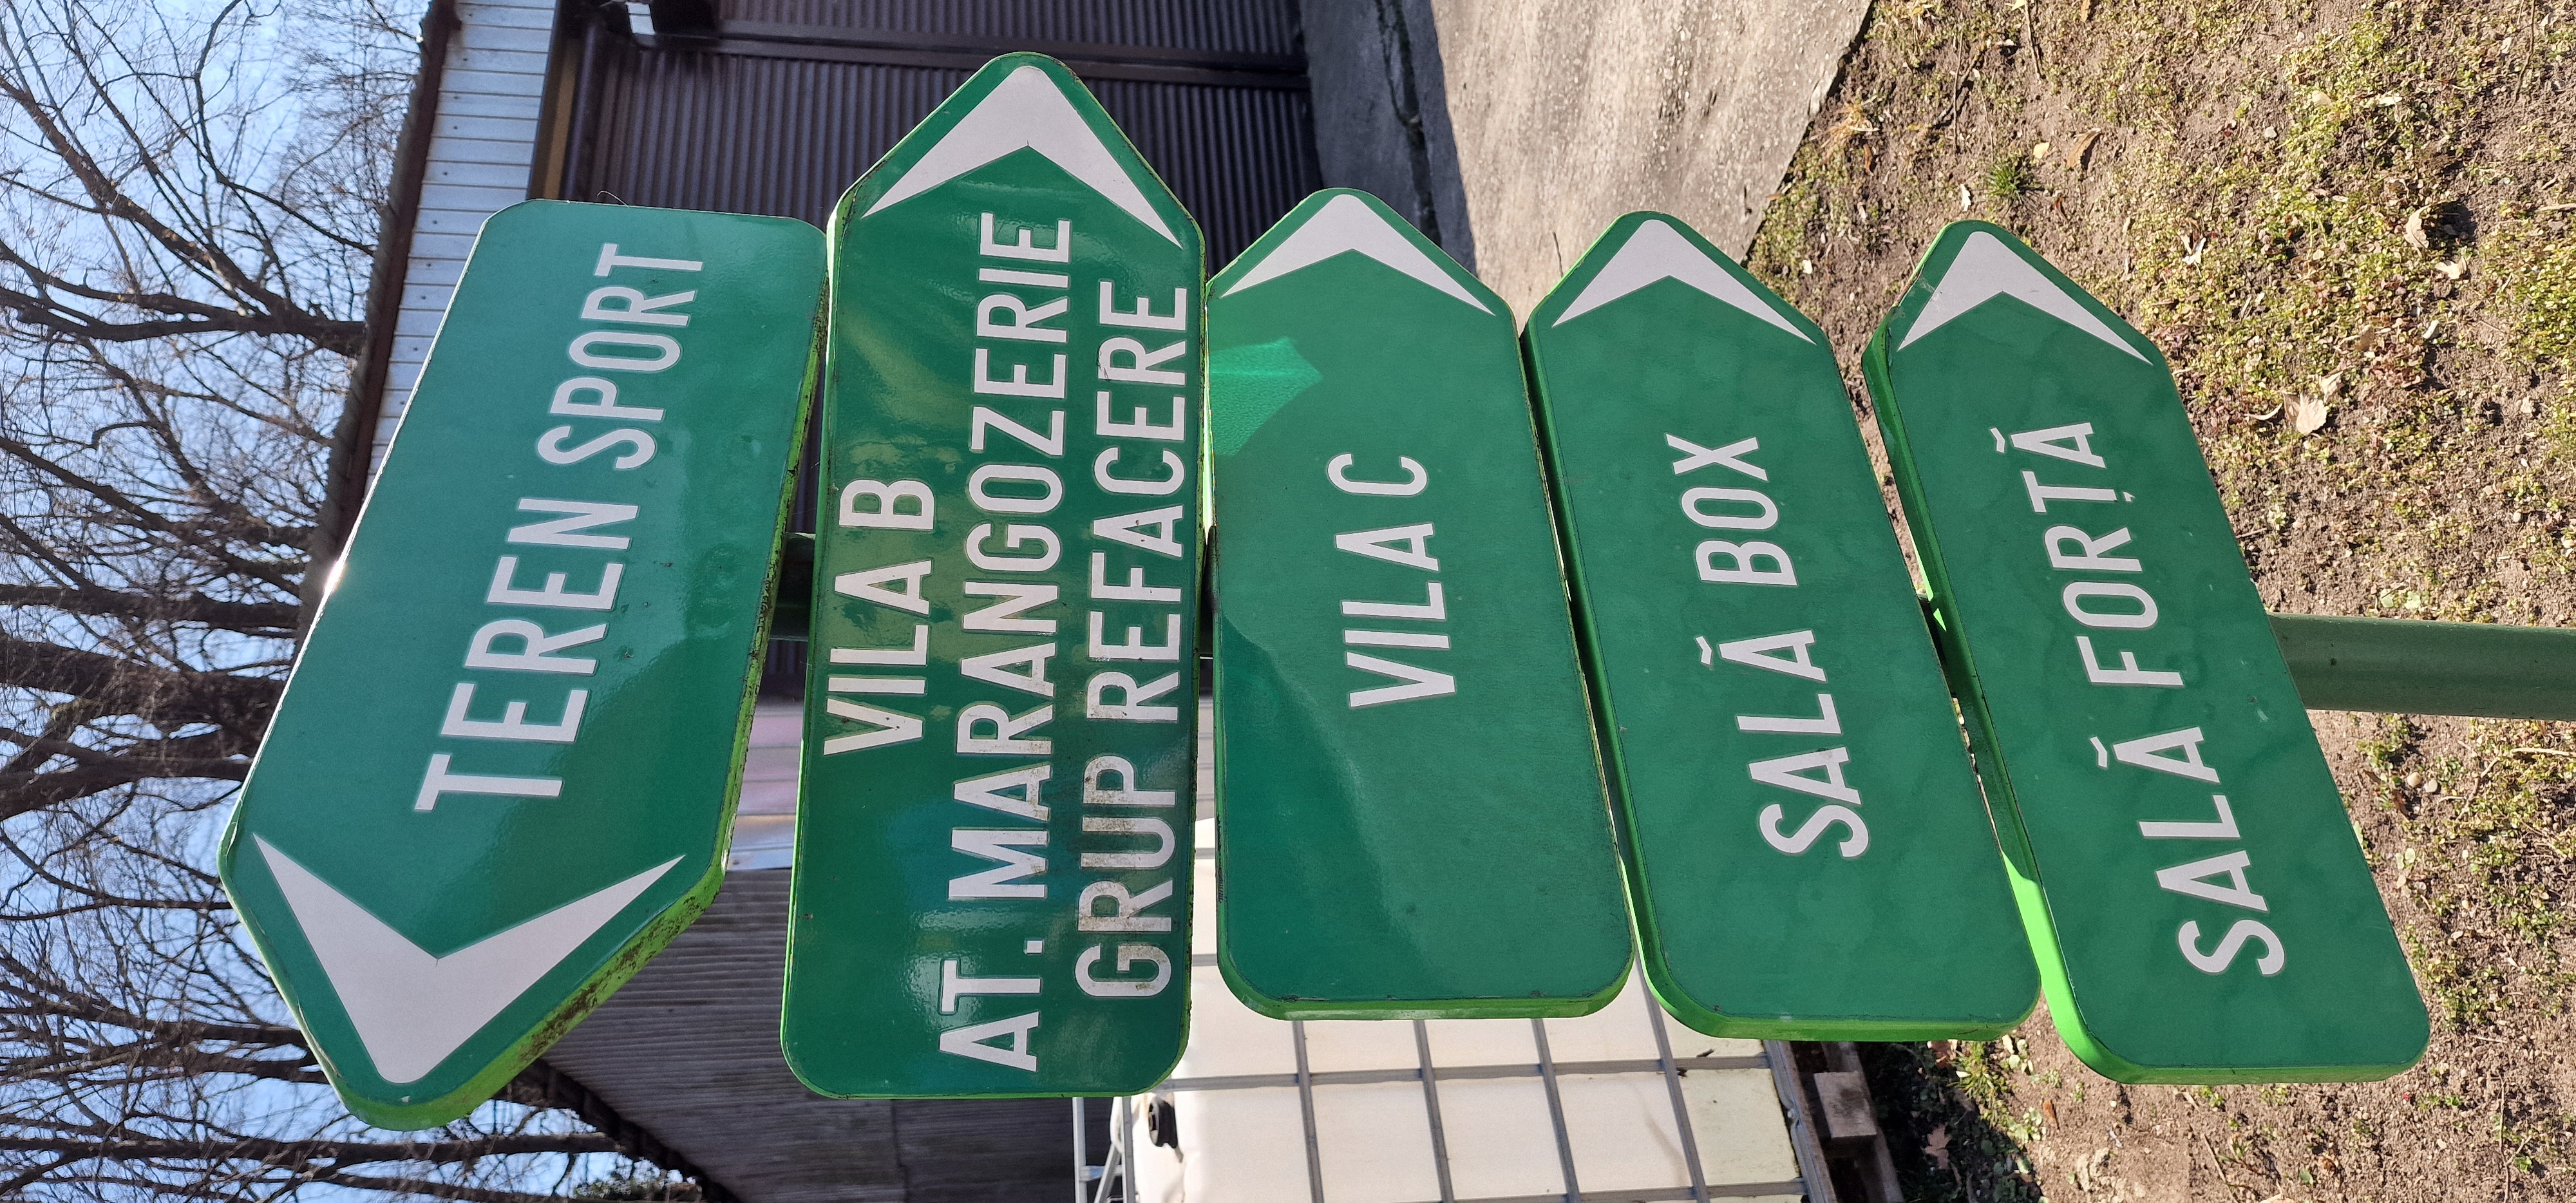 TEREN SPORT
VILA B
AT. MARANGOZERIE
GRUP REFACERE
VILA C
SALĂ BOX
SALĂ FORȚĂ